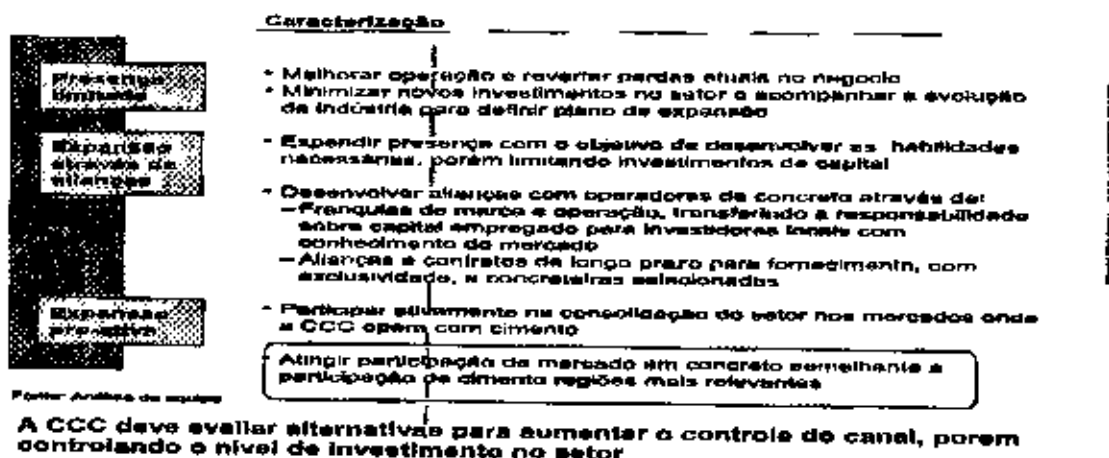 Caracterização
Presença
limitada
• Melhorar operação e reverter perdas atuais no negocio
• Minimizar novos investimentos no setor e acompanhar a evolução
da indústria para definir plano de expansão
Expansão
através de
alianças
• Expandir presença com o objetivo de desenvolver as habilidades
necessárias, porém limitando investimentos de capital
• Desenvolver alianças com operadores de concreto através de:
—Franquias de marca e operação, transferindo a responsabilidade
sobre capital empregado para investidores locais com
conhecimento do mercado
—Alianças e contratos de longo prazo para fornecimento, com
exclusividade, a concreteiras selecionadas
Expansão
pro-ativa
• Participar ativamente na consolidação do setor nos mercados onde
a CCC opera com cimento
• Atingir participação de mercado em concreto semelhante a
participação de cimento regiões mais relevantes
Fonte: Análise da equipe
A CCC deve avaliar alternativas para aumentar o controle do canal, porem
controlando o nível de investimento no setor